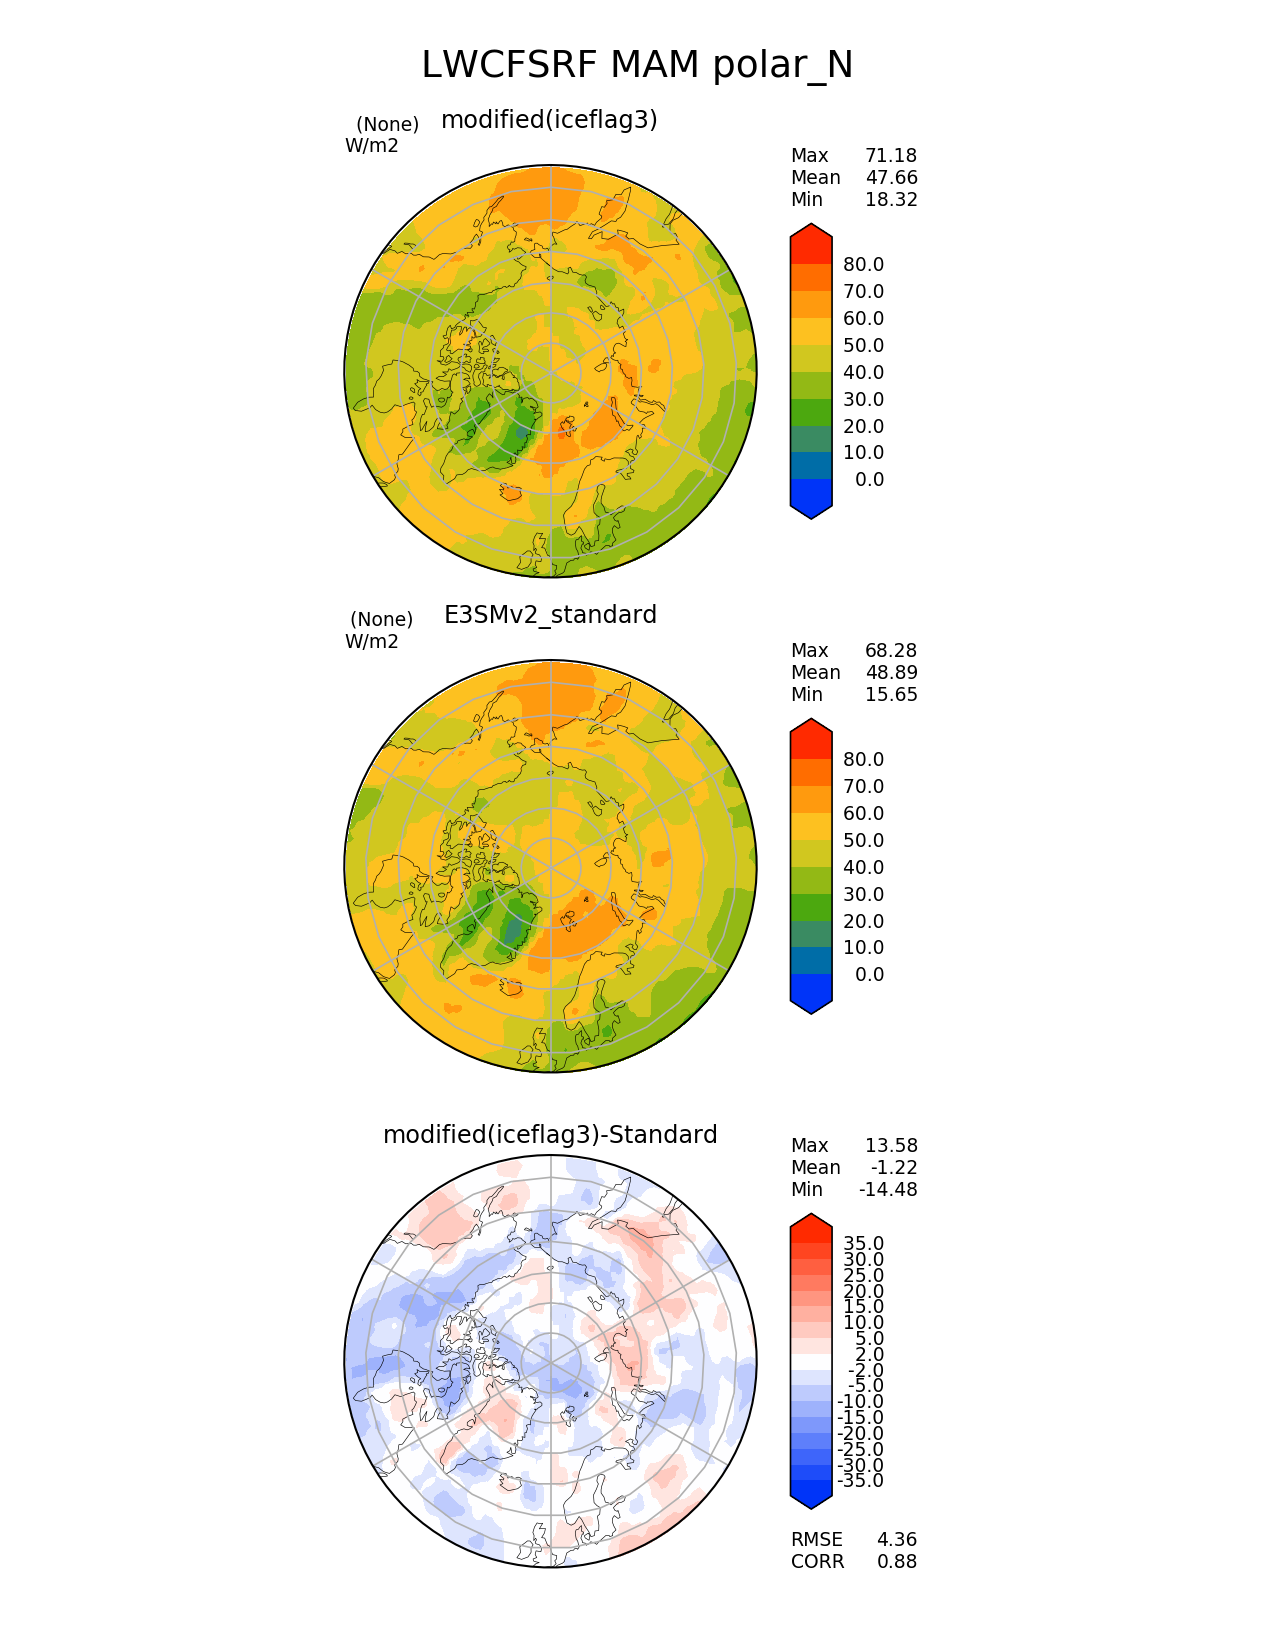 LWCFSRF MAM polar_N
(None) modified(iceflag3)
W/m2
Max 71.18
Mean 47.66
Min 18.32
80.0
70.0
60.0
50.0
40.0
30.0
20.0
10.0
0.0
(None) E3SMv2_standard
W/m2
Max 68.28
Mean 48.89
Min 15.65
80.0
70.0
60.0
50.0
40.0
30.0
20.0
10.0
0.0
modified(iceflag3)-Standard
Max 13.58
Mean -1.22
Min -14.48
35.0
30.0
25.0
20.0
15.0
10.0
5.0
2.0
-2.0
-5.0
-10.0
-15.0
-20.0
-25.0
-30.0
-35.0
RMSE 4.36
CORR 0.88